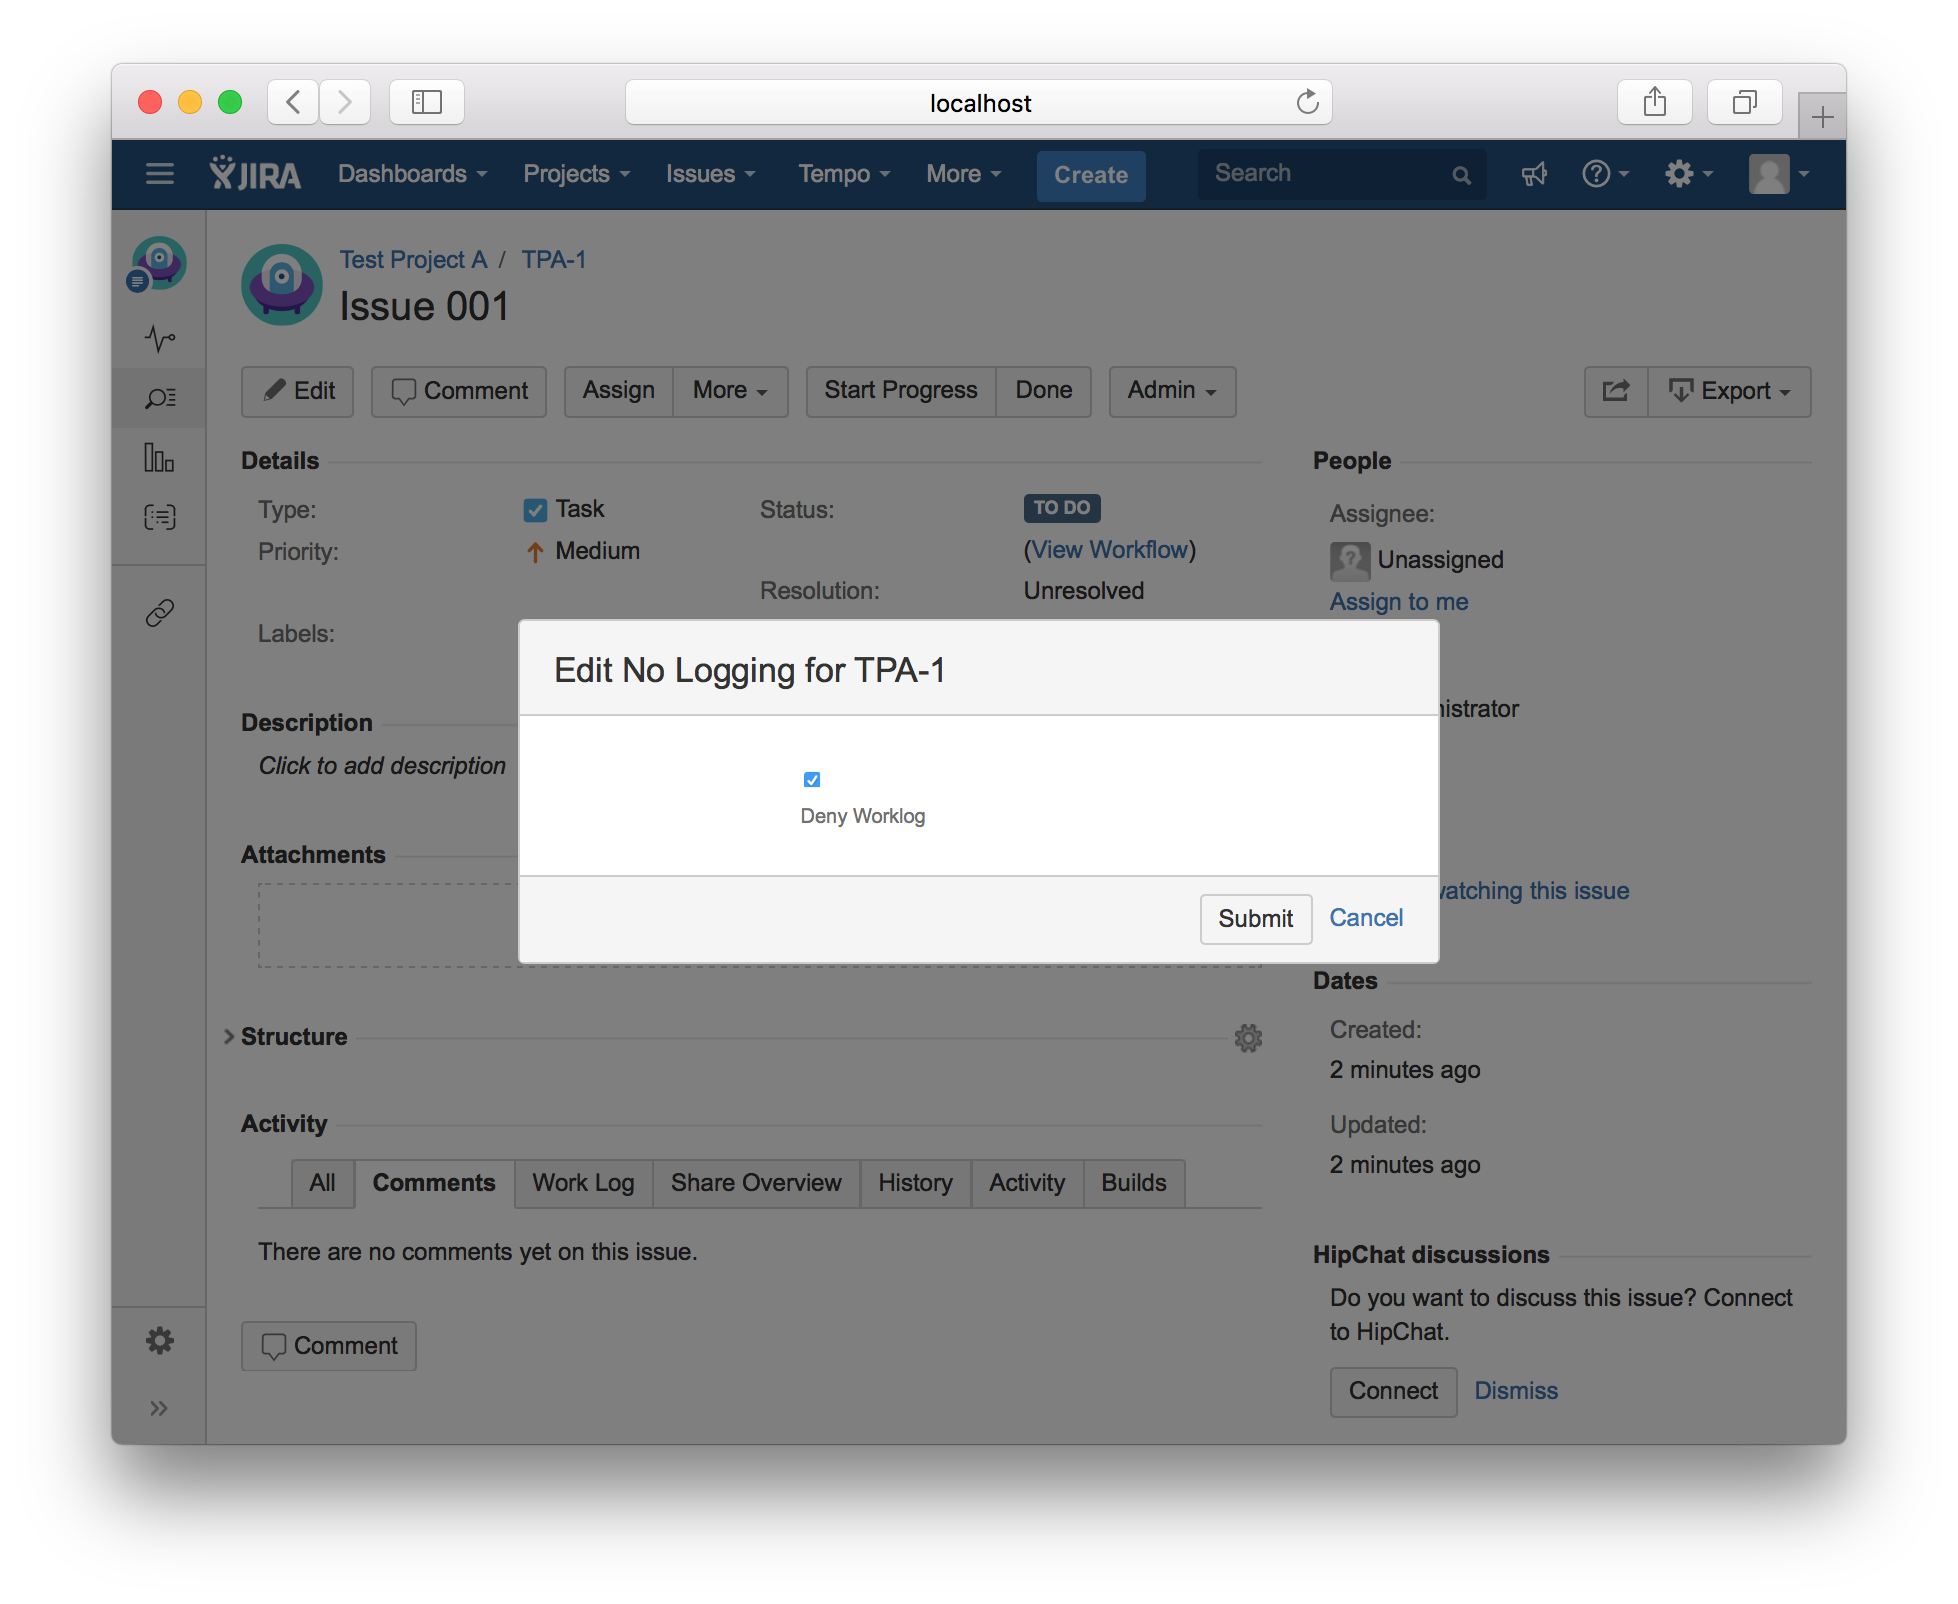 localhost
JIRA Dashboards Projects Issues Tempo More Create Search
Test Project A / TPA-1
Issue 001
Edit Comment Assign More Start Progress Done Admin Export
Details
Type: Task
Priority: Medium
Labels:
Status: TO DO
(View Workflow)
Resolution: Unresolved
People
Assignee:
Unassigned
Assign to me
Edit No Logging for TPA-1
Deny Worklog
Submit Cancel
Description
Click to add description
Attachments
istrator
watching this issue
Dates
Created:
2 minutes ago
Updated:
2 minutes ago
Structure
Activity
All Comments Work Log Share Overview History Activity Builds
There are no comments yet on this issue.
Comment
HipChat discussions
Do you want to discuss this issue? Connect
to HipChat.
Connect Dismiss